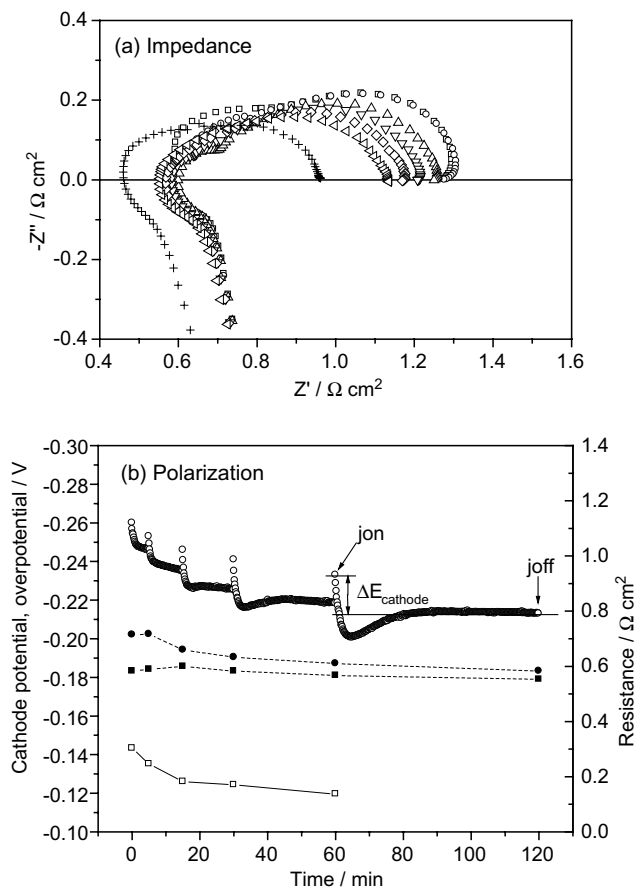 (a) Impedance
0.4
0.2
0.0
-0.2
-0.4
-Z'' / Ω cm2
0.4 0.6 0.8 1.0 1.2 1.4 1.6
Z' / Ω cm2
(b) Polarization
-0.30
-0.28
-0.26
-0.24
-0.22
-0.20
-0.18
-0.16
-0.14
-0.12
-0.10
Cathode potential, overpotential / V
jon
joff
ΔEcathode
1.4
1.2
1.0
0.8
0.6
0.4
0.2
0.0
Resistance / Ω cm2
0 20 40 60 80 100 120
Time / min